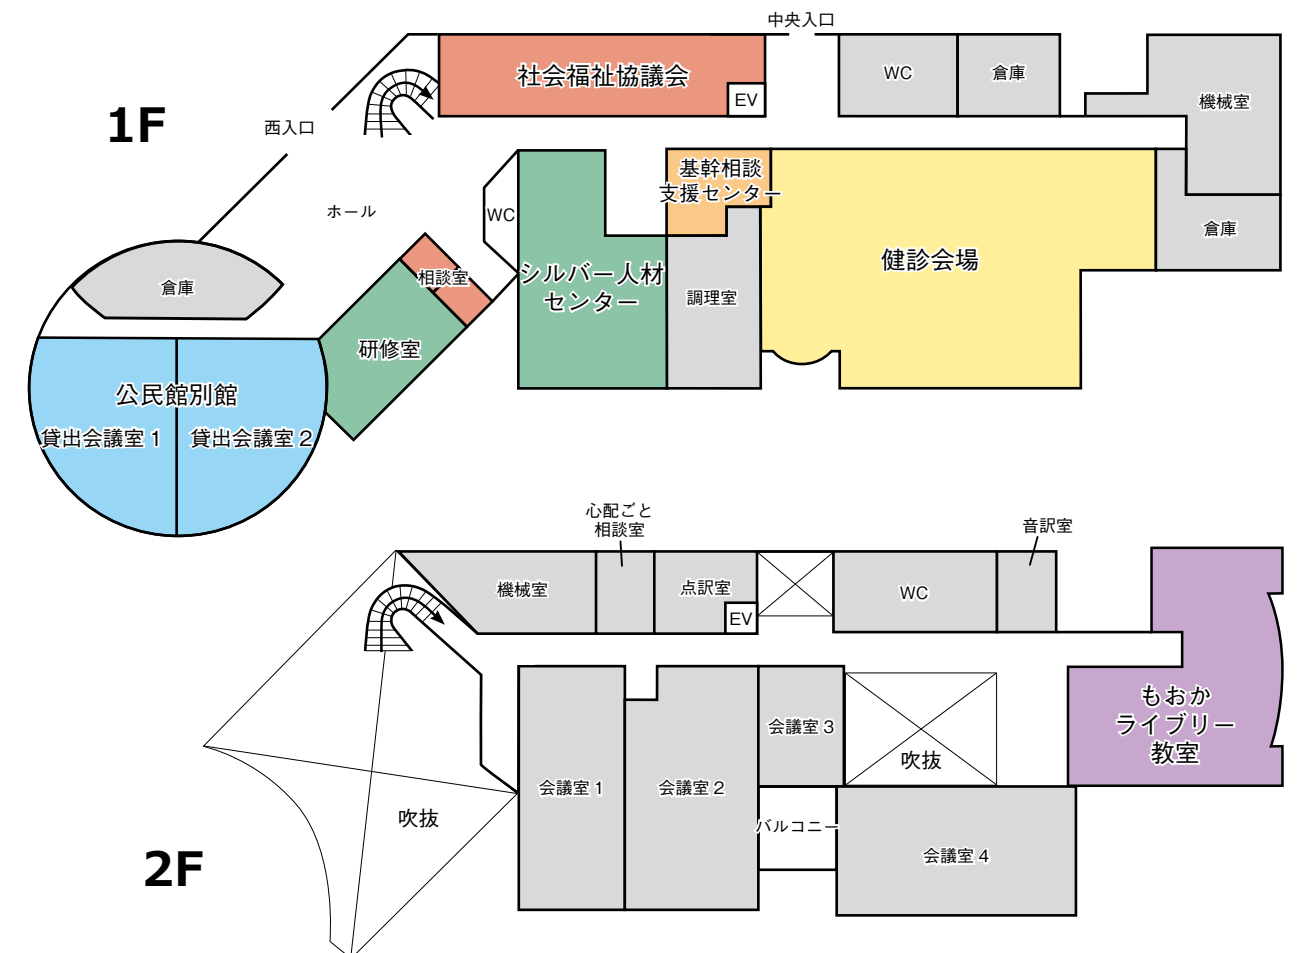 中央入口
社会福祉協議会
EV
WC
倉庫
機械室
1F
西入口
ホール
WC
基幹相談
支援センター
健診会場
倉庫
倉庫
相談室
シルバー人材
センター
調理室
研修室
公民館別館
貸出会議室1
貸出会議室2
心配ごと
相談室
音訳室
機械室
点訳室
EV
WC
もおか
ライブリー
教室
会議室3
吹抜
会議室1
会議室2
吹抜
バルコニー
会議室4
2F